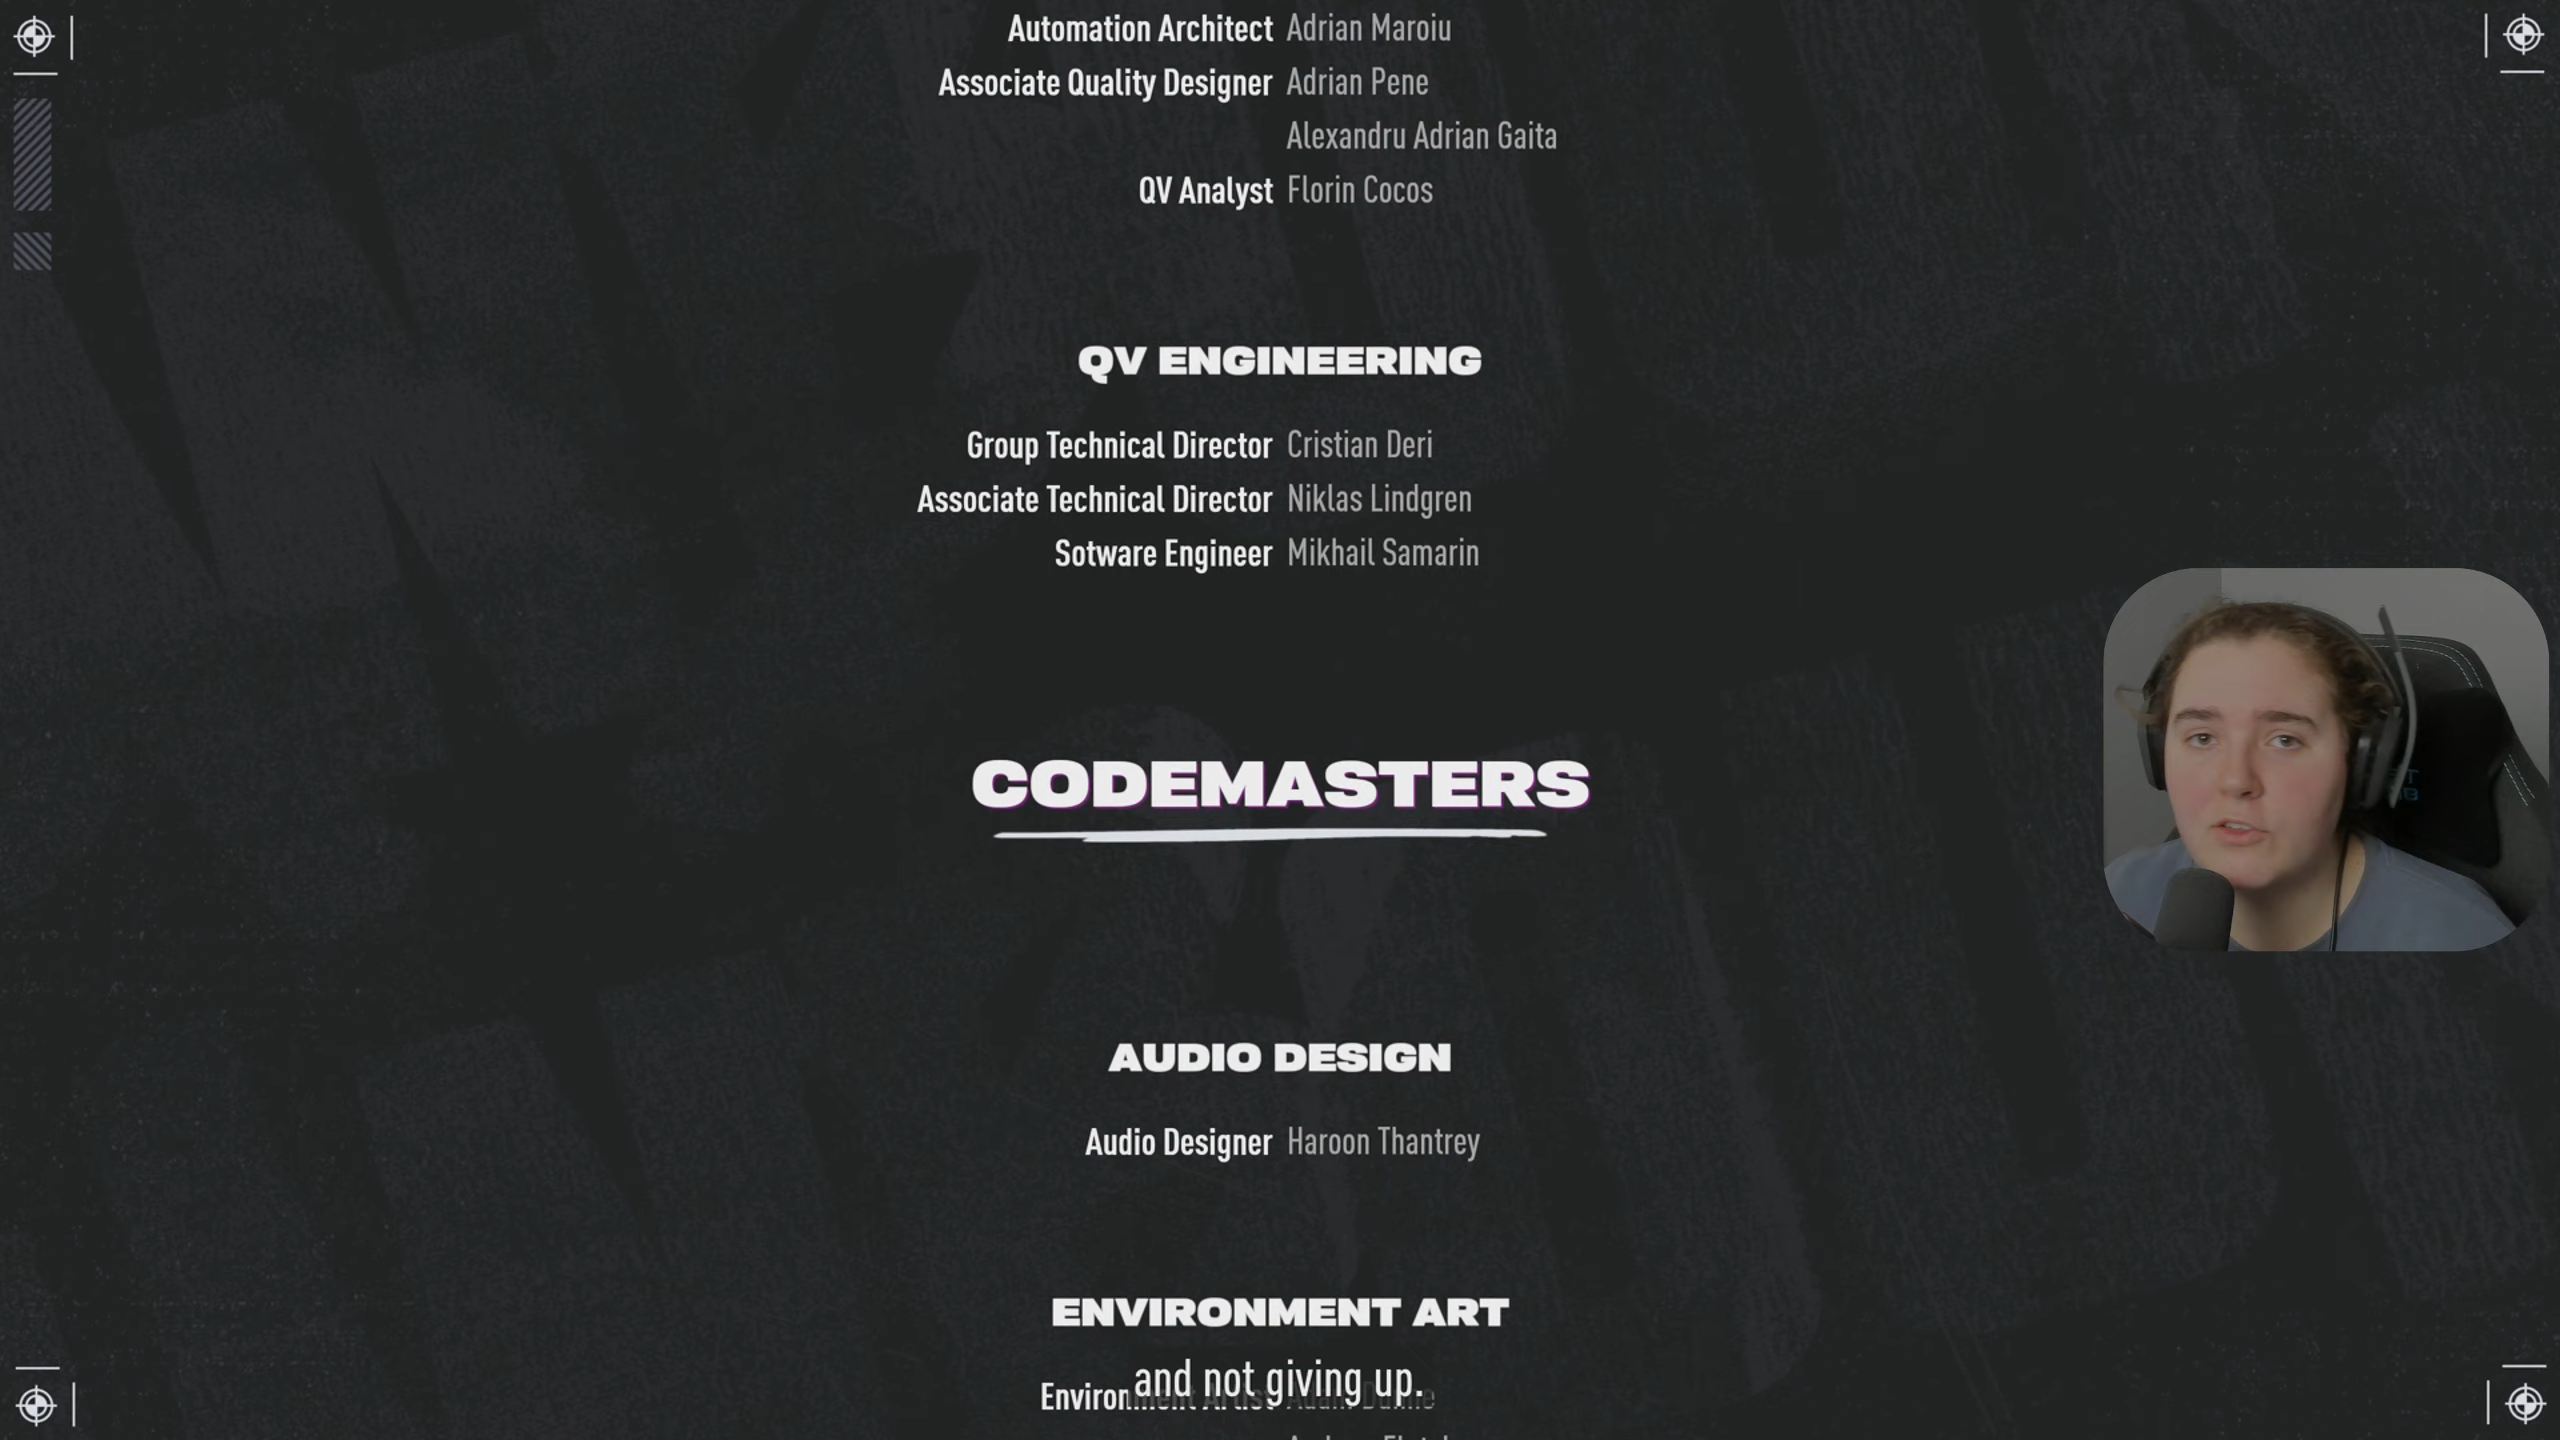 Automation Architect Adrian Maroiu
Associate Quality Designer Adrian Pene
Alexandru Adrian Gaita
QV Analyst Florin Cocos
QV ENGINEERING
Group Technical Director Cristian Deri
Associate Technical Director Niklas Lindgren
Sotware Engineer Mikhail Samarin
CODEMASTERS
AUDIO DESIGN
Audio Designer Haroon Thantrey
ENVIRONMENT ART
and not giving up.